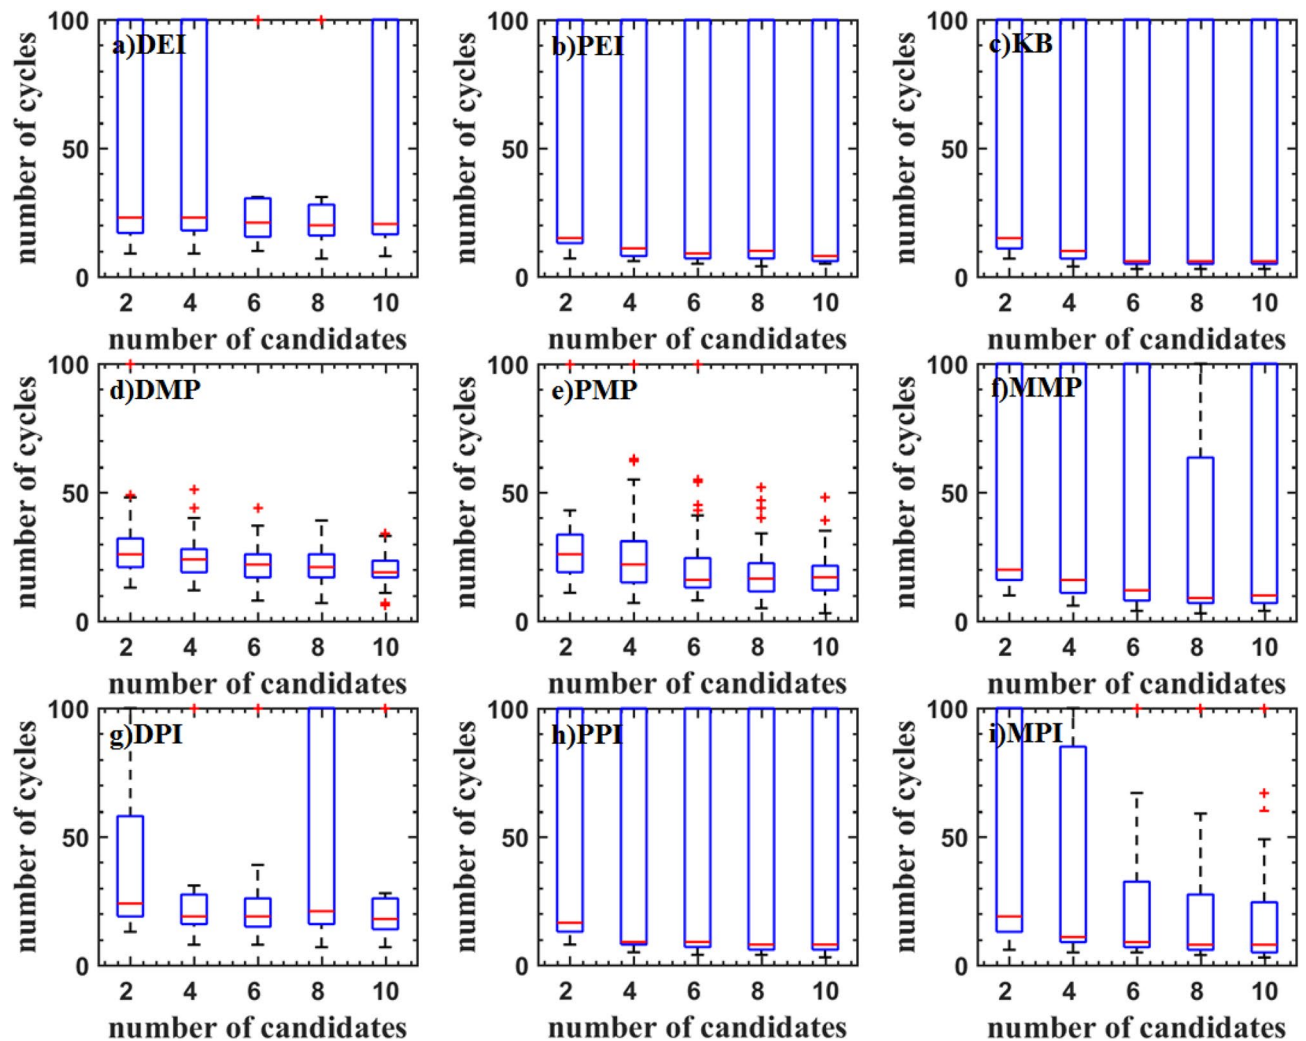 100
50
0
number of cycles
a)DEI
2 4 6 8 10
number of candidates
100
50
0
number of cycles
b)PEI
2 4 6 8 10
number of candidates
100
50
0
number of cycles
c)KB
2 4 6 8 10
number of candidates
100
50
0
number of cycles
d)DMP
2 4 6 8 10
number of candidates
100
50
0
number of cycles
e)PMP
2 4 6 8 10
number of candidates
100
50
0
number of cycles
f)MMP
2 4 6 8 10
number of candidates
100
50
0
number of cycles
g)DPI
2 4 6 8 10
number of candidates
100
50
0
number of cycles
h)PPI
2 4 6 8 10
number of candidates
100
50
0
number of cycles
i)MPI
2 4 6 8 10
number of candidates